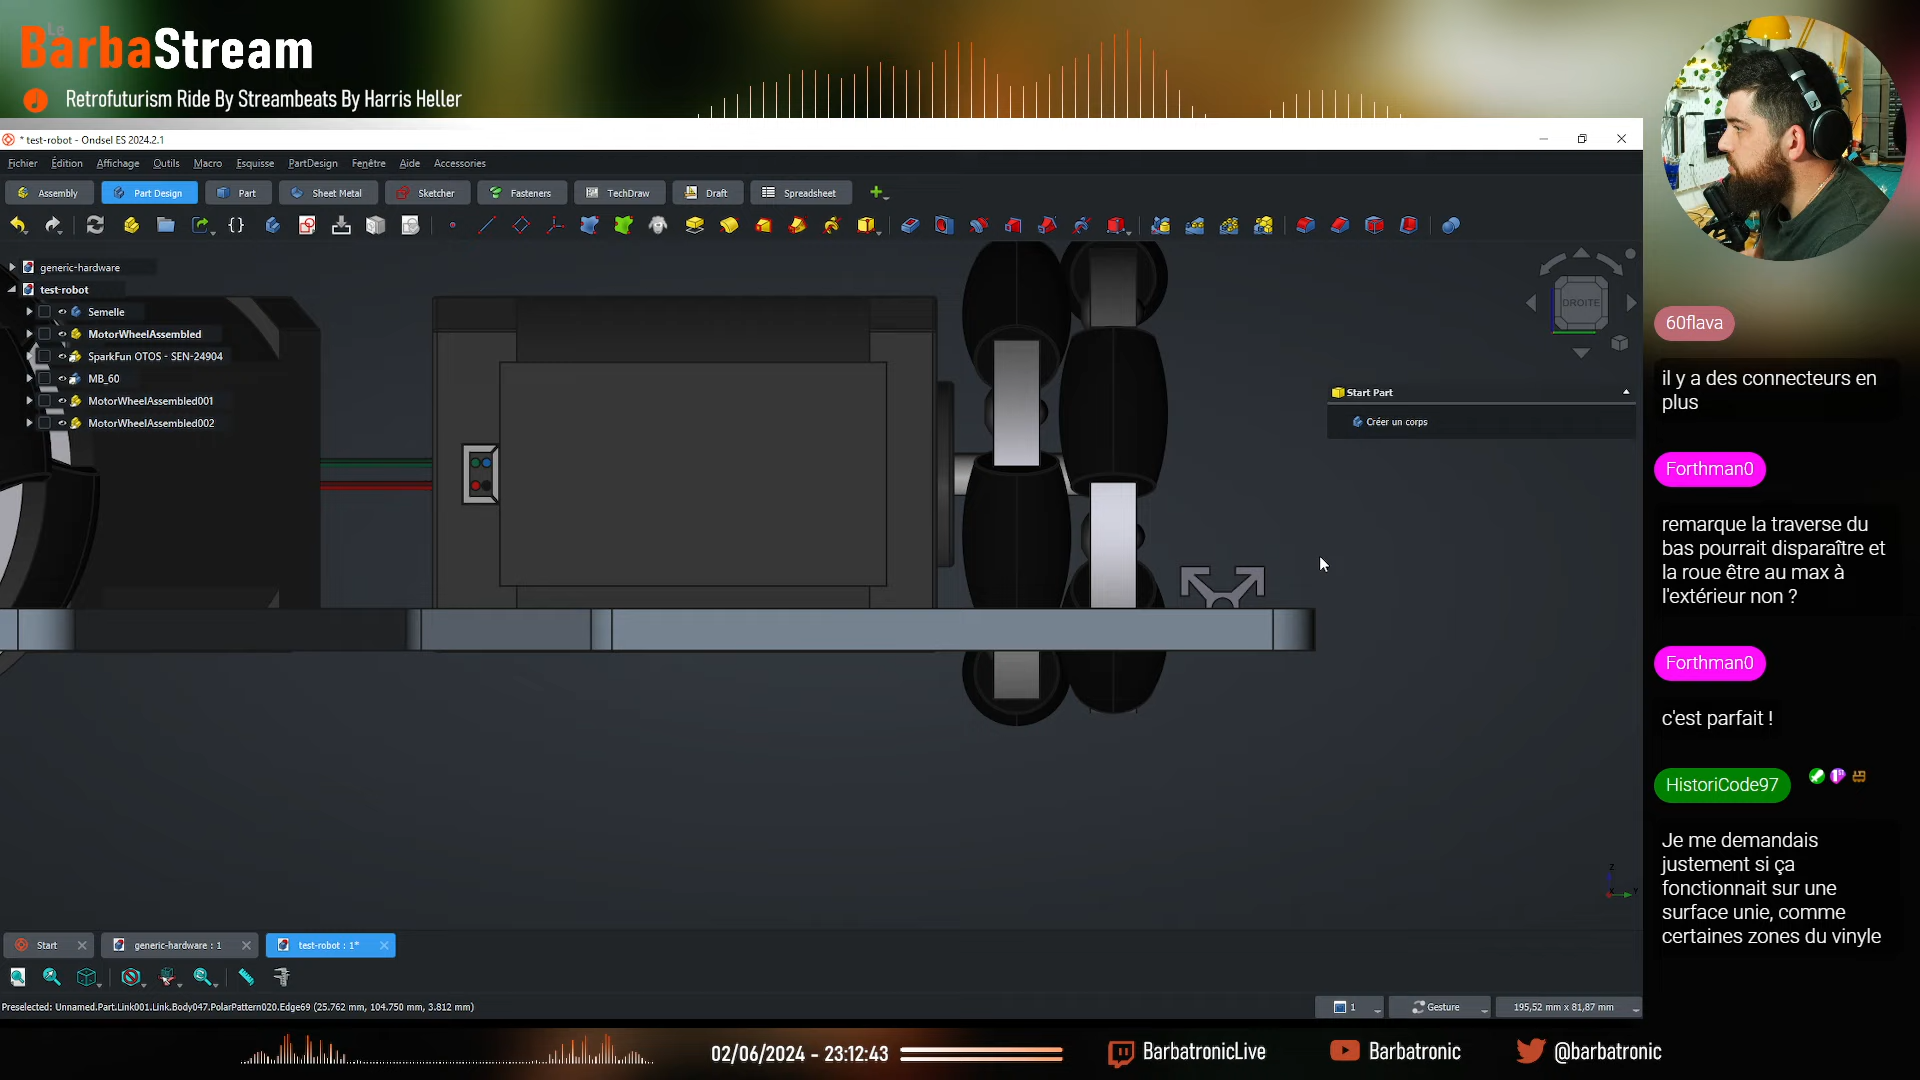 Le
BarbaStream
Retrofuturism Ride By Streambeats By Harris Heller
* test-robot - Ondsel ES 2024.2.1
Fichier Édition Affichage Outils Macro Esquisse PartDesign Fenêtre Aide Accessories
Assembly Part Design Part Sheet Metal Sketcher Fasteners TechDraw Draft Spreadsheet
generic-hardware
test-robot
Semelle
MotorWheelAssembled
SparkFun OTOS - SEN-24904
MB_60
MotorWheelAssembled001
MotorWheelAssembled002
DROITE
Start Part
Créer un corps
Z
Start generic-hardware : 1 test-robot : 1*
Preselected: Unnamed.Part.Link001.Link.Body047.PolarPattern020.Edge69 (25.762 mm, 104.750 mm, 3.812 mm)
1 Gesture 195,52 mm x 81,87 mm
60flava
il y a des connecteurs en
plus
Forthman0
remarque la traverse du
bas pourrait disparaître et
la roue être au max à
l'extérieur non ?
Forthman0
c'est parfait !
HistoriCode97
Je me demandais
justement si ça
fonctionnait sur une
surface unie, comme
certaines zones du vinyle
02/06/2024 - 23:12:43 BarbatronicLive Barbatronic @barbatronic